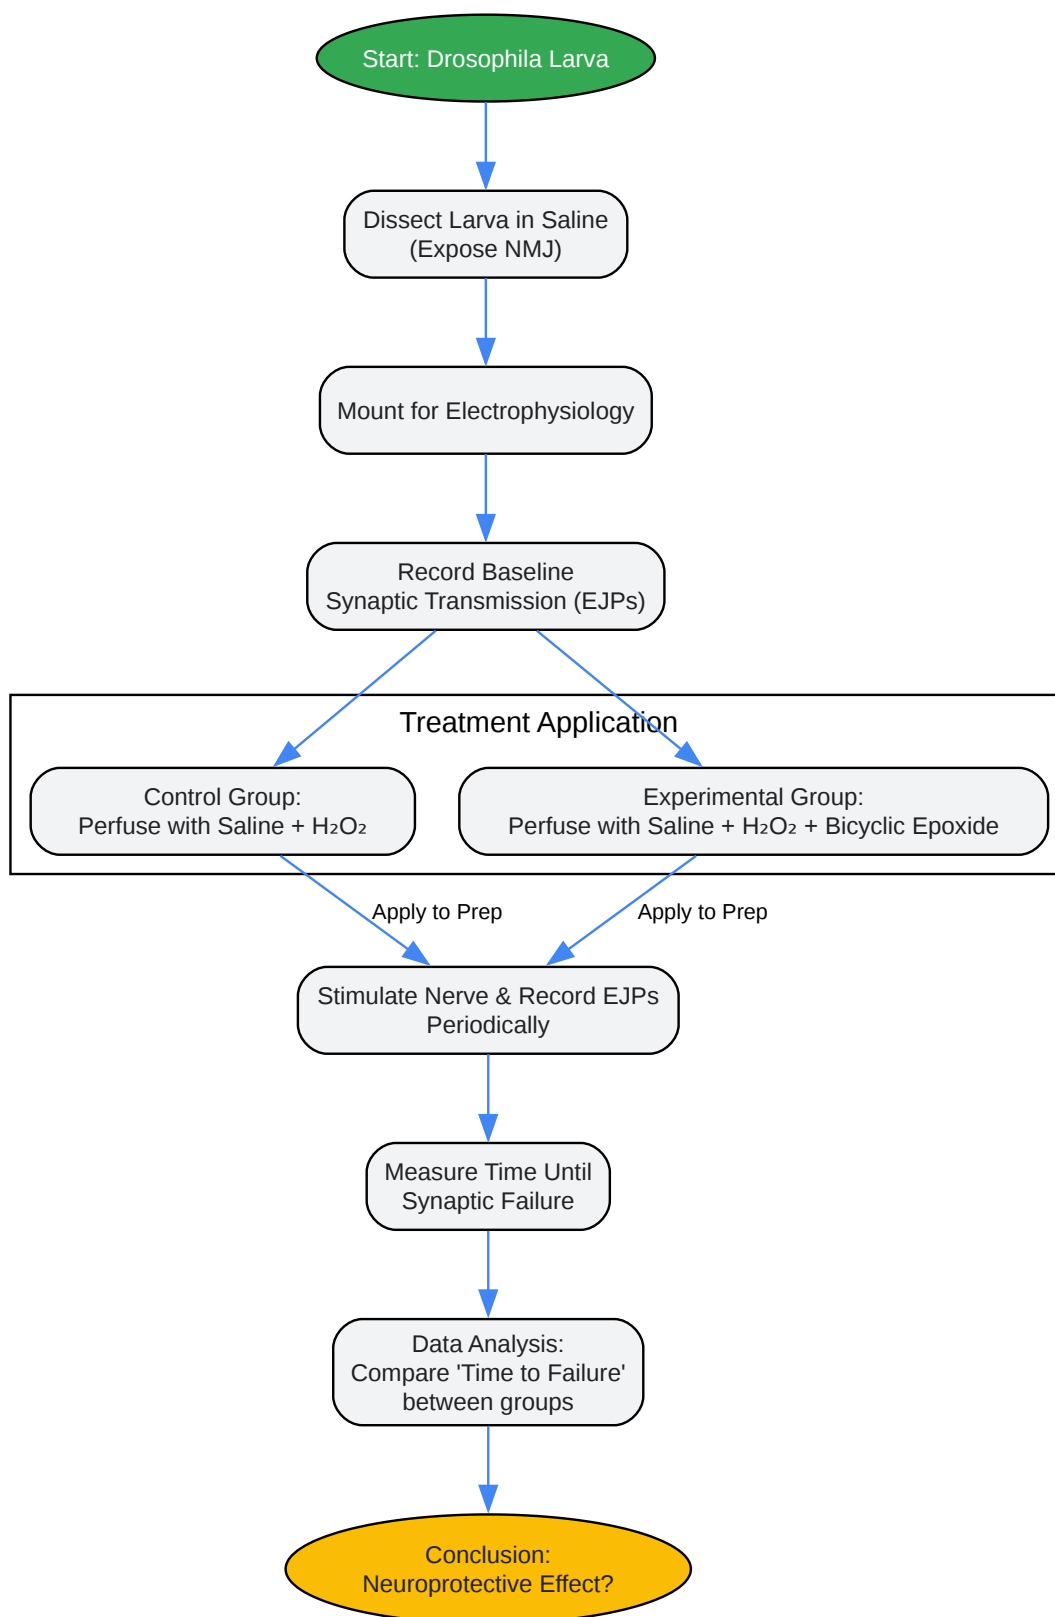 Start: Drosophila Larva
Dissect Larva in Saline
(Expose NMJ)
Mount for Electrophysiology
Record Baseline
Synaptic Transmission (EJPs)
Treatment Application
Control Group:
Perfuse with Saline + H₂O₂
Experimental Group:
Perfuse with Saline + H₂O₂ + Bicyclic Epoxide
Apply to Prep
Apply to Prep
Stimulate Nerve & Record EJPs
Periodically
Measure Time Until
Synaptic Failure
Data Analysis:
Compare 'Time to Failure'
between groups
Conclusion:
Neuroprotective Effect?